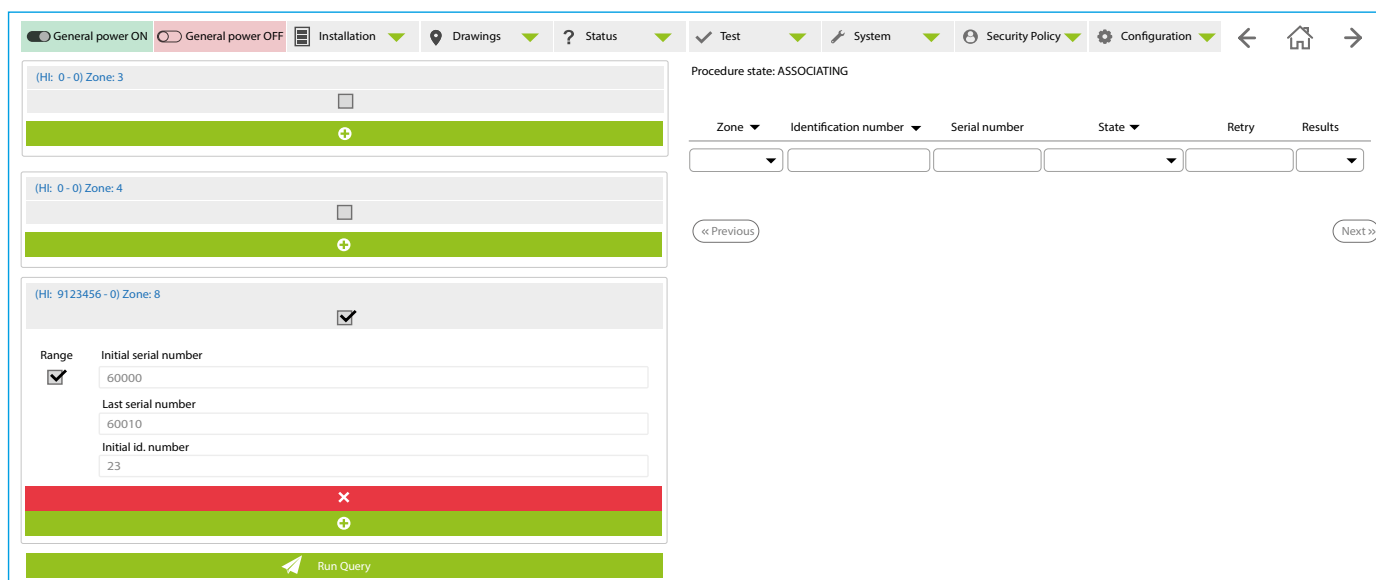 General power ON General power OFF Installation Drawings ? Status Test System Security Policy Configuration
(HI: 0 - 0) Zone: 3
(HI: 0 - 0) Zone: 4
(HI: 9123456 - 0) Zone: 8
Range Initial serial number
60000
Last serial number
60010
Initial id. number
23
Run Query
Procedure state: ASSOCIATING
Zone Identification number Serial number State Retry Results
« Previous Next »